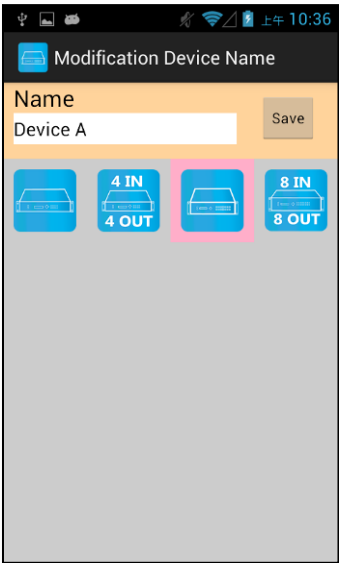 上午 10:36
Modification Device Name
Name
Device A
Save
4 IN
4 OUT
8 IN
8 OUT